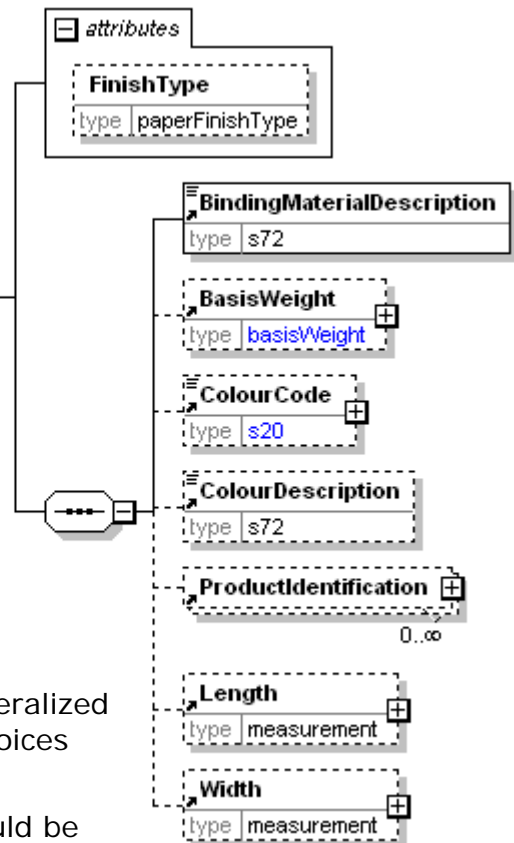 attributes
FinishType
type paperFinishType
BindingMaterialDescription
type s72
BasisWeight
type basisWeight
ColourCode
type s20
ColourDescription
type s72
ProductIdentification
0..∞
Length
type measurement
Width
type measurement
eralized
oices
uld be